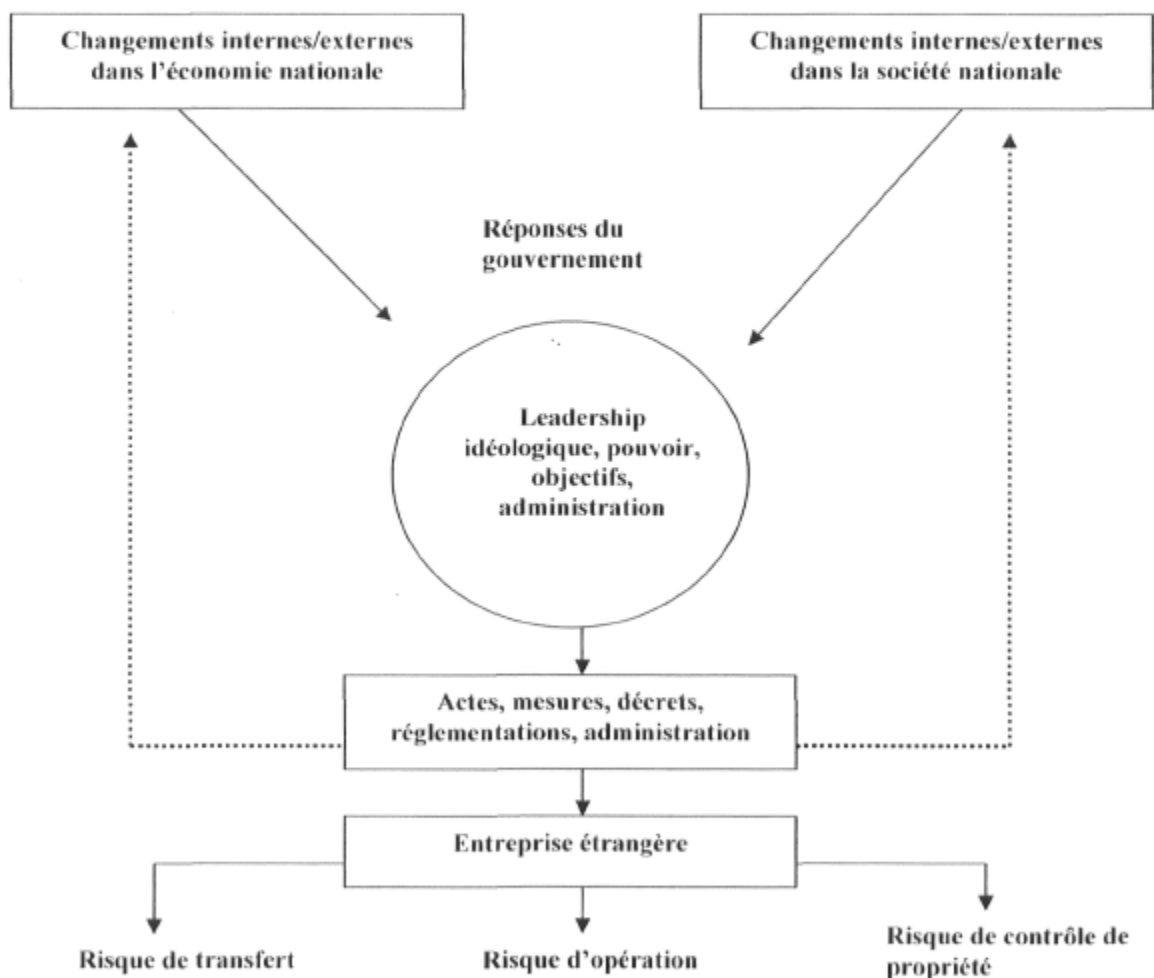 Changements internes/externes
dans l'économie nationale
Changements internes/externes
dans la société nationale
Réponses du
gouvernement
Leadership
idéologique, pouvoir,
objectifs,
administration
Actes, mesures, décrets,
réglementations, administration
Entreprise étrangère
Risque de transfert
Risque d'opération
Risque de contrôle de
propriété